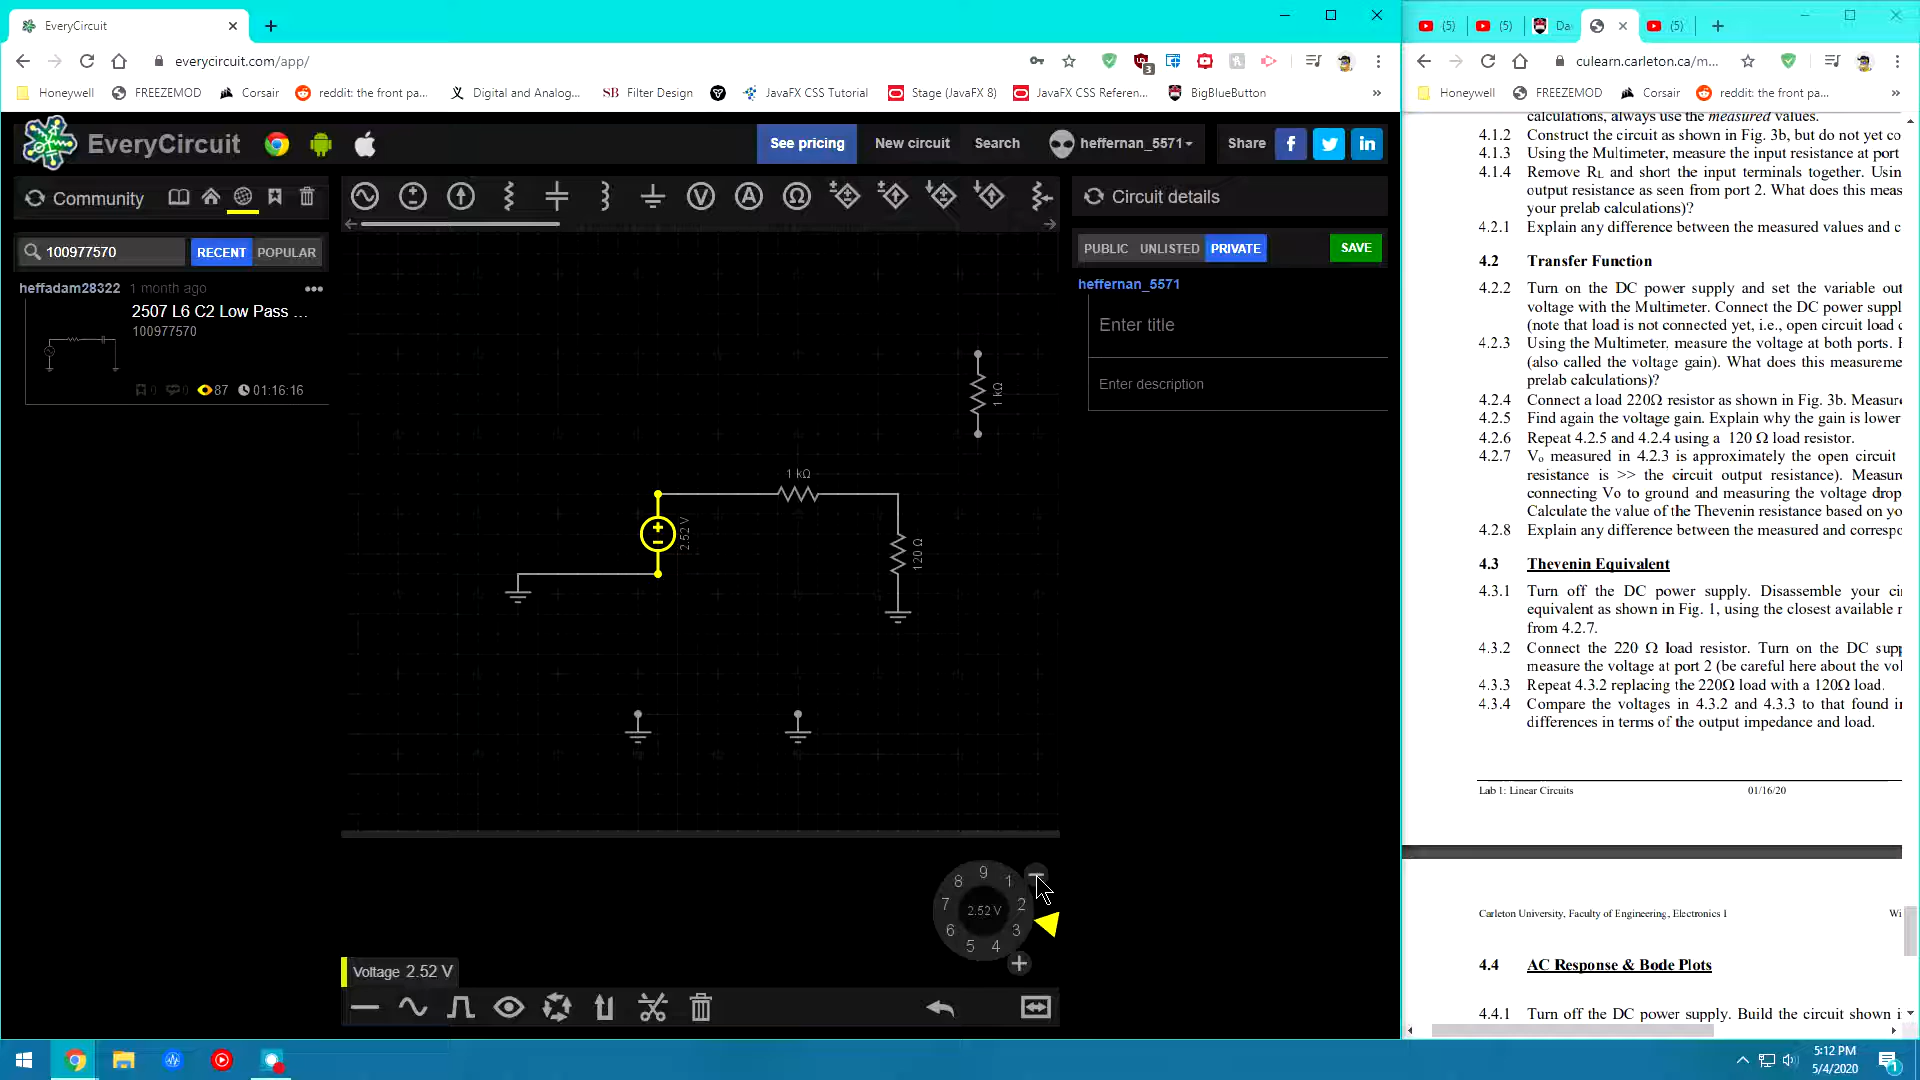 EveryCircuit
(5)
(5)
Da
(5)
everycircuit.com/app/
3
culearn.carleton.ca/m...
Honeywell
FREEZEMOD
Corsair
reddit: the front pa...
Digital and Analog...
SB Filter Design
JavaFX CSS Tutorial
Stage (JavaFX 8)
JavaFX CSS Referen...
BigBlueButton
»
Honeywell
FREEZEMOD
Corsair
reddit: the front pa...
»
EveryCircuit
See pricing
New circuit
Search
heffernan_5571
Share
Community
100977570
RECENT
POPULAR
heffadam28322 1 month ago
2507 L6 C2 Low Pass ...
100977570
0
0
87
01:16:16
V
A
Ω
Circuit details
PUBLIC
UNLISTED
PRIVATE
SAVE
heffernan_5571
Enter title
Enter description
1 kΩ
1 kΩ
2.52 V
120 Ω
9
8
1
7
2.52 V
2
6
3
5
4
Voltage 2.52 V
calculations, always use the measured values.
4.1.2 Construct the circuit as shown in Fig. 3b, but do not yet co
4.1.3 Using the Multimeter, measure the input resistance at port
4.1.4 Remove RL and short the input terminals together. Usin
output resistance as seen from port 2. What does this meas
your prelab calculations)?
4.2.1 Explain any difference between the measured values and c
4.2 Transfer Function
4.2.2 Turn on the DC power supply and set the variable out
voltage with the Multimeter. Connect the DC power suppl
(note that load is not connected yet, i.e., open circuit load c
4.2.3 Using the Multimeter, measure the voltage at both ports. F
(also called the voltage gain). What does this measureme
prelab calculations)?
4.2.4 Connect a load 220Ω resistor as shown in Fig. 3b. Measure
4.2.5 Find again the voltage gain. Explain why the gain is lower
4.2.6 Repeat 4.2.5 and 4.2.4 using a 120 Ω load resistor.
4.2.7 Vo measured in 4.2.3 is approximately the open circuit
resistance is >> the circuit output resistance). Measure
connecting Vo to ground and measuring the voltage drop
Calculate the value of the Thevenin resistance based on yo
4.2.8 Explain any difference between the measured and correspo
4.3 Thevenin Equivalent
4.3.1 Turn off the DC power supply. Disassemble your cir
equivalent as shown in Fig. 1, using the closest available r
from 4.2.7.
4.3.2 Connect the 220 Ω load resistor. Turn on the DC supp
measure the voltage at port 2 (be careful here about the vol
4.3.3 Repeat 4.3.2 replacing the 220Ω load with a 120Ω load.
4.3.4 Compare the voltages in 4.3.2 and 4.3.3 to that found in
differences in terms of the output impedance and load.
Lab 1: Linear Circuits 01/16/20
Carleton University, Faculty of Engineering, Electronics I Wi
4.4 AC Response & Bode Plots
4.4.1 Turn off the DC power supply. Build the circuit shown i
5:12 PM
5/4/2020
1